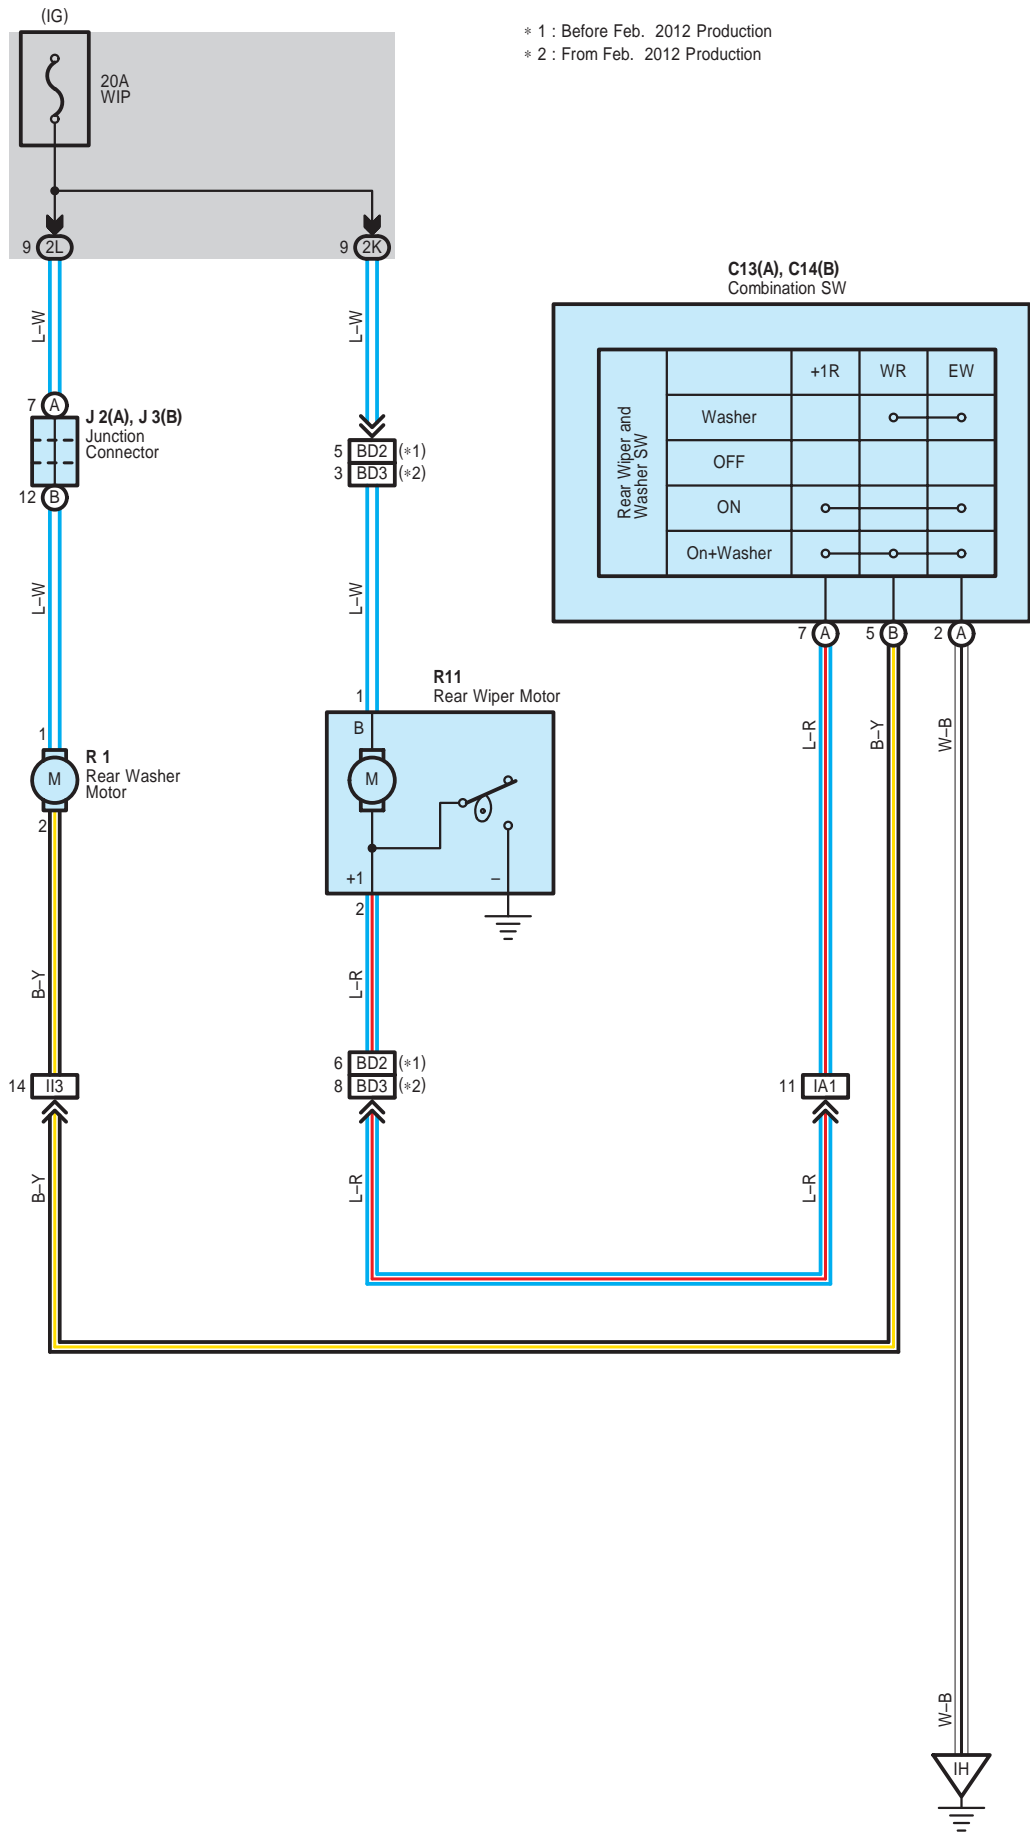 (IG)
* 1 : Before Feb. 2012 Production
* 2 : From Feb. 2012 Production
20A
WIP
9 2L
9 2K
C13(A), C14(B)
Combination SW
L–W
L–W
Rear Wiper and
Washer SW
+1R WR EW
Washer
OFF
ON
On+Washer
7 A
J 2(A), J 3(B)
Junction
Connector
12 B
5 BD2 (*1)
3 BD3 (*2)
L–W
L–W
7 A
5 B
2 A
R11
Rear Wiper Motor
1
B
M
+1
–
2
1
M
R 1
Rear Washer
Motor
2
L–R
B–Y
W–B
B–Y
L–R
6 BD2 (*1)
8 BD3 (*2)
14 II3
11 IA1
B–Y
L–R
L–R
W–B
IH